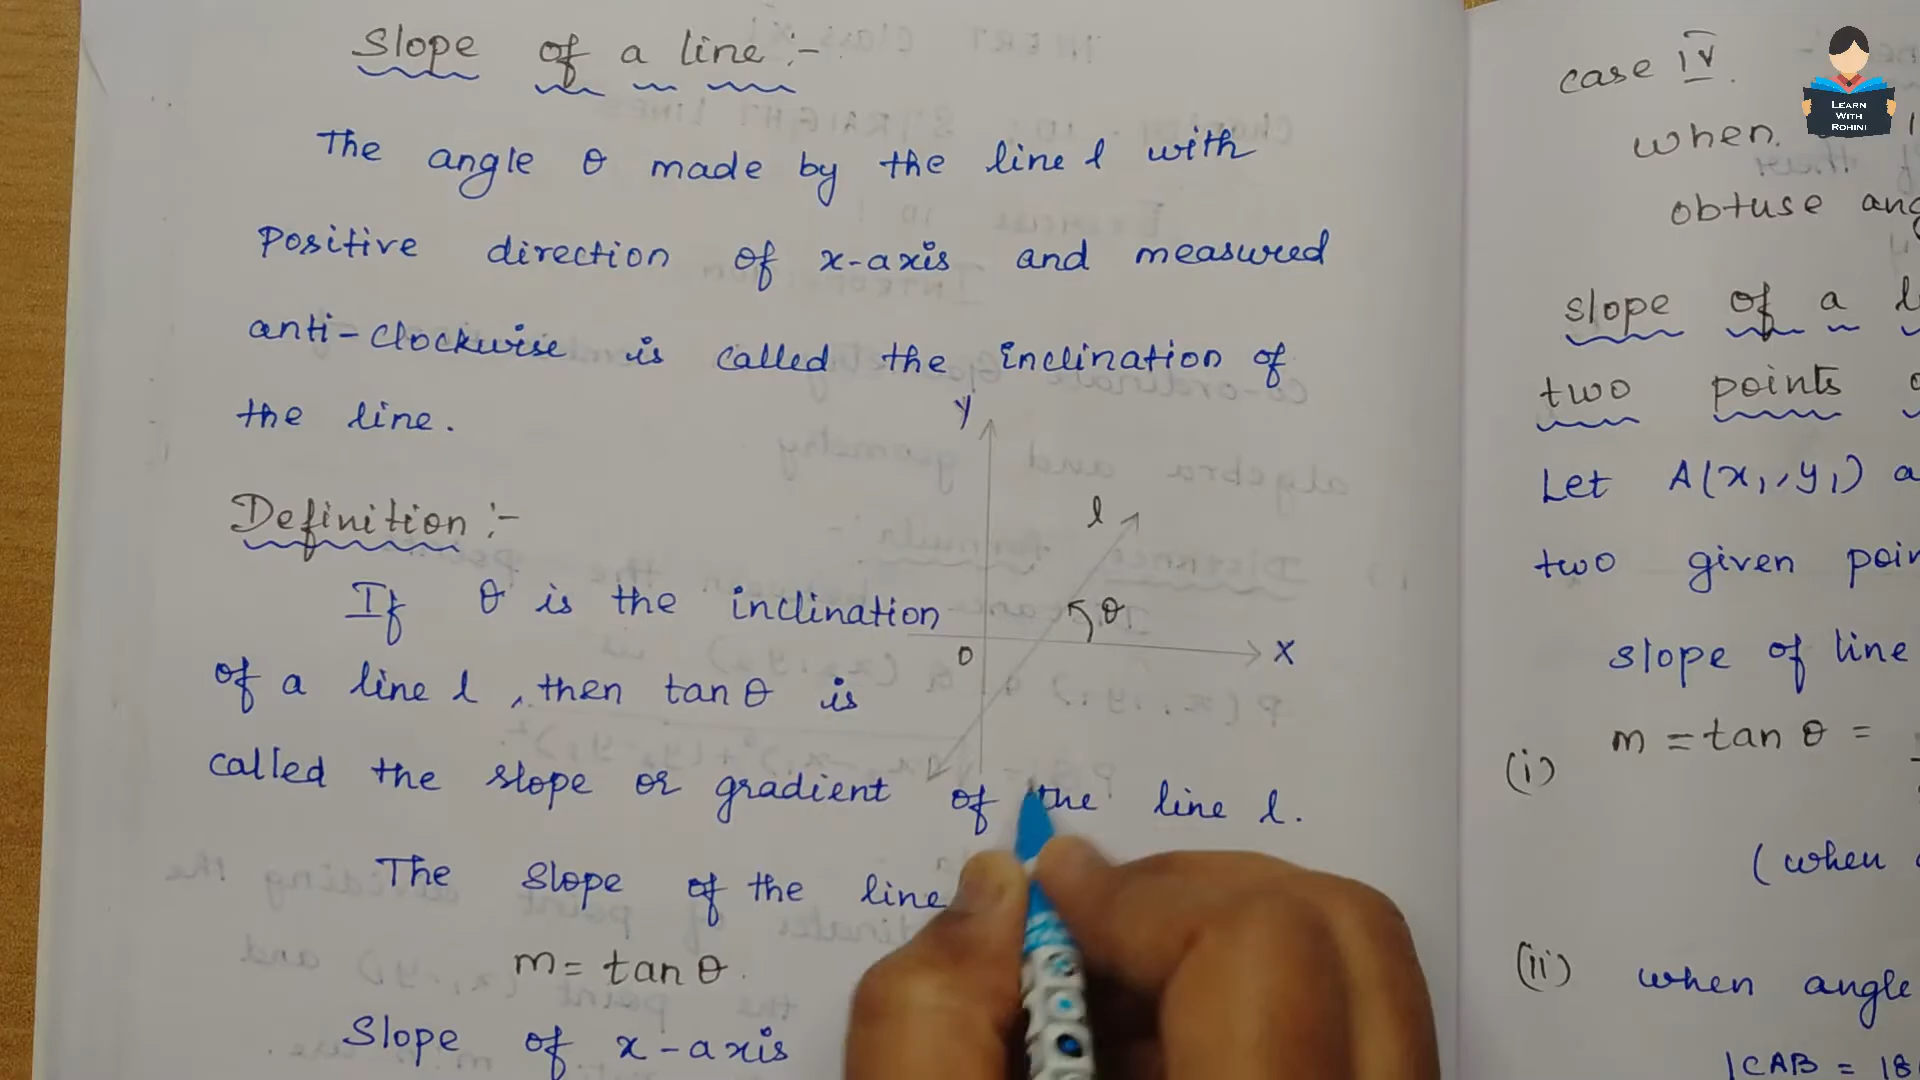 Slope of a line :-
The angle θ made by the line l with
positive direction of x-axis and measured
anti-clockwise is called the inclination of
the line.
Y
l
θ
O
X
Definition :-
If θ is the inclination
of a line l, then tan θ is
called the slope or gradient of the line l.
The slope of the line
m = tan θ.
Slope of x-axis
case IV.
when
obtuse
slope of a
two points
Let A(x₁, y₁)
two given
slope of line
(i) m = tan θ =
(when
(ii) when angle
LEARN
WITH
ROHINI